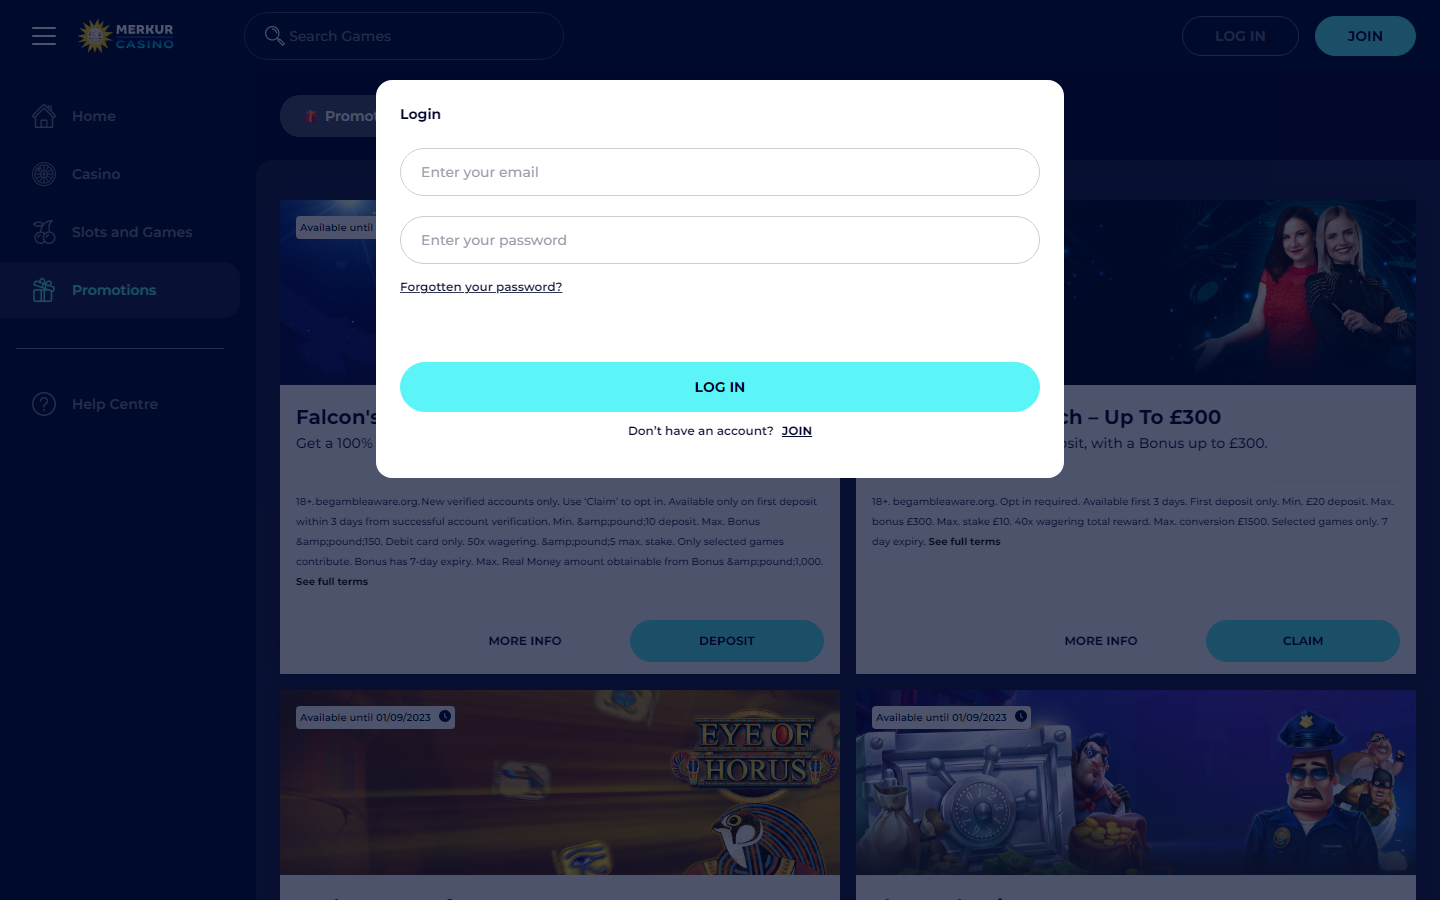 MERKUR
CASINO
Search Games
LOG IN
JOIN
Home
Casino
Slots and Games
Promotions
Help Centre
Login
Enter your email
Enter your password
Forgotten your password?
LOG IN
Don't have an account? JOIN
Available until
Get a 100%
– Up To £300
with a Bonus up to £300.
18+. begambleaware.org.New verified accounts only. Use 'Claim' to opt in. Available only on first deposit
within 3 days from successful account verification. Min. &amp;pound;10 deposit. Max. Bonus
&amp;pound;150. Debit card only. 50x wagering. &amp;pound;5 max. stake. Only selected games
contribute. Bonus has 7-day expiry. Max. Real Money amount obtainable from Bonus &amp;pound;1,000.
See full terms
MORE INFO
DEPOSIT
18+. begambleaware.org. Opt in required. Available first 3 days. First deposit only. Min. £20 deposit. Max.
bonus £300. Max. stake £10. 40x wagering total reward. Max. conversion £1500. Selected games only. 7
day expiry. See full terms
MORE INFO
CLAIM
Available until 01/09/2023
EYE OF
HORUS
Available until 01/09/2023